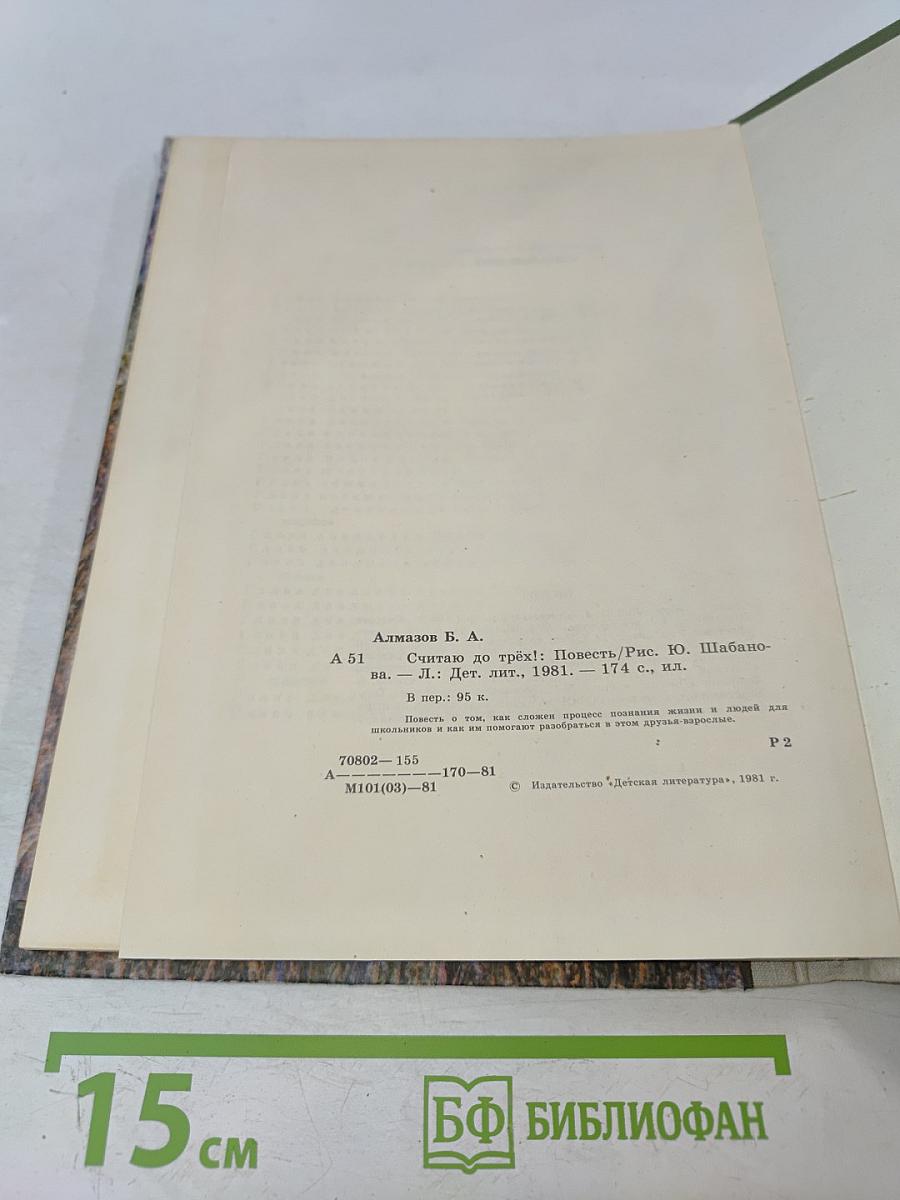 Алмазов Б. А.
А 51 Считаю до трёх!: Повесть/Рис. Ю. Шабано-
ва. — Л.: Дет. лит., 1981. — 174 с., ил.
В пер.: 95 к.
Повесть о том, как сложен процесс познания жизни и людей для
школьников и как им помогают разобраться в этом друзья-взрослые.
Р 2
70802—155
А———————170—81
М101(03)—81
© Издательство «Детская литература», 1981 г.
15 см
БФ БИБЛИОФАН